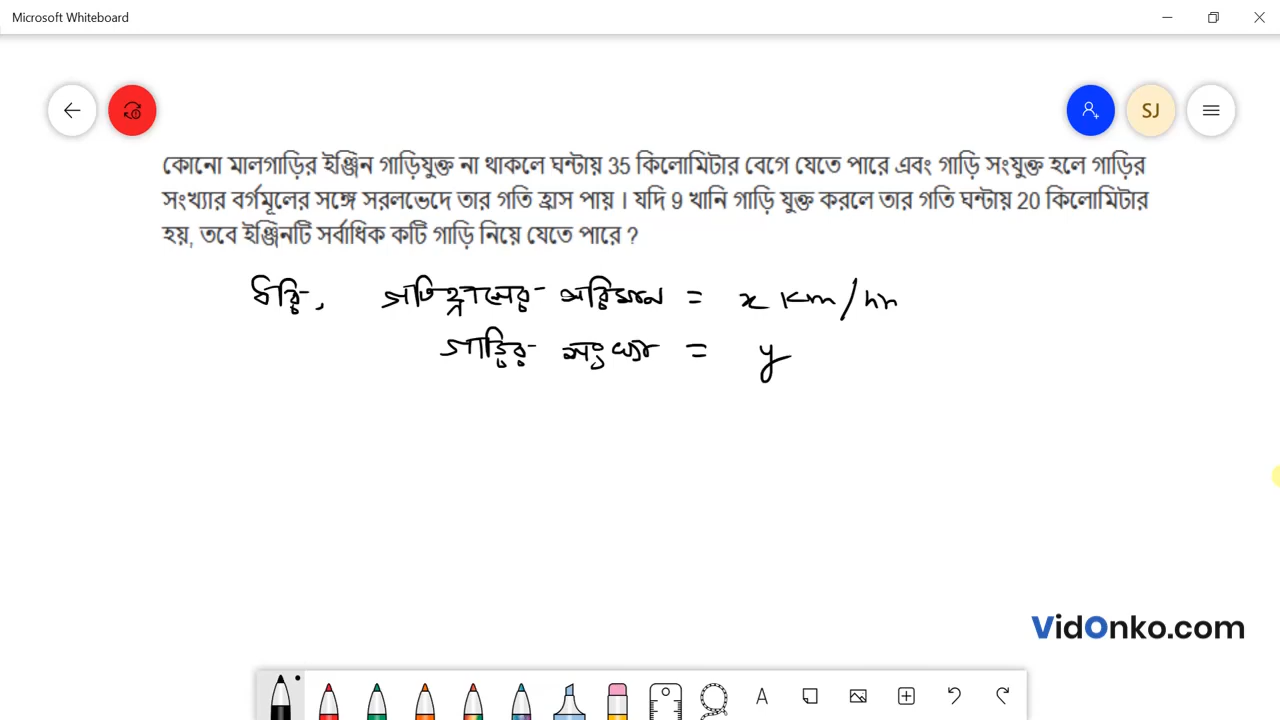 Microsoft Whiteboard
SJ
কোনো মালগাড়ির ইঞ্জিন গাড়িযুক্ত না থাকলে ঘন্টায় 35 কিলোমিটার বেগে যেতে পারে এবং গাড়ি সংযুক্ত হলে গাড়ির
সংখ্যার বর্গমূলের সঙ্গে সরলভেদে তার গতি হ্রাস পায় । যদি 9 খানি গাড়ি যুক্ত করলে তার গতি ঘন্টায় 20 কিলোমিটার
হয়, তবে ইঞ্জিনটি সর্বাধিক কটি গাড়ি নিয়ে যেতে পারে ?
ধরি, গতিহ্রাসের পরিমান = x Km/hr
গাড়ির সংখ্যা = y
VidOnko.com
A